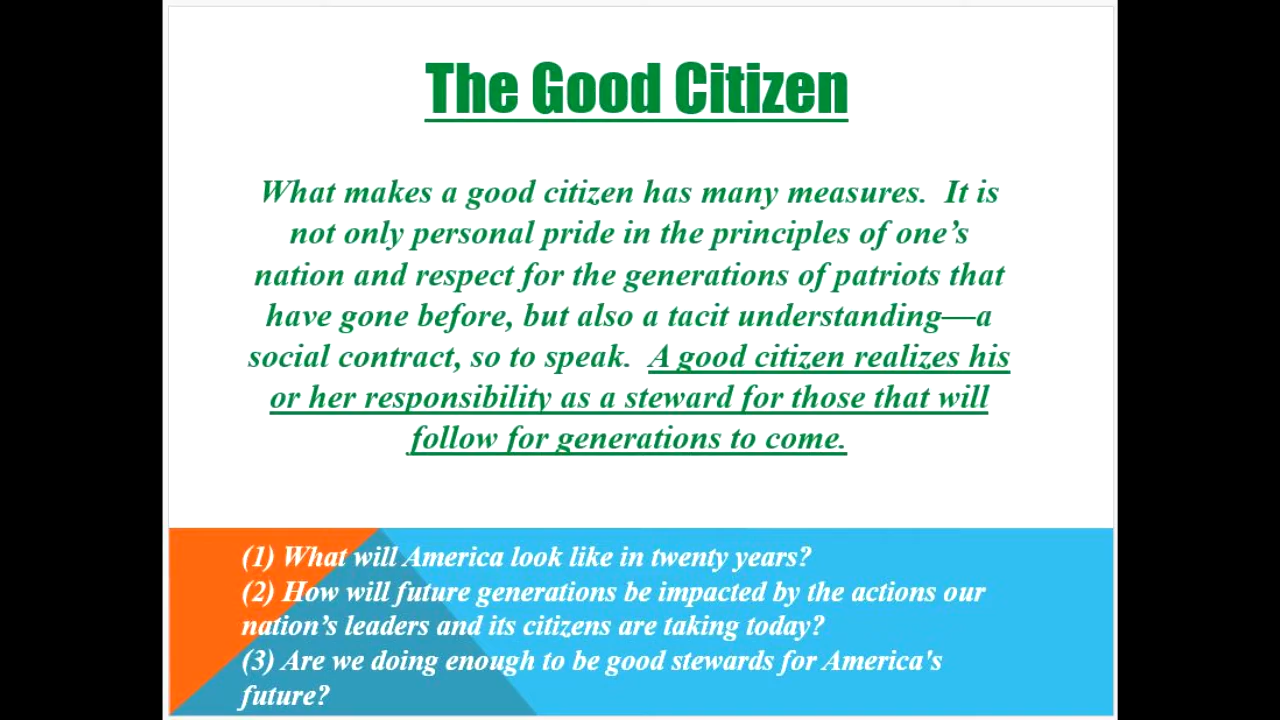 The Good Citizen
What makes a good citizen has many measures.  It is
not only personal pride in the principles of one’s
nation and respect for the generations of patriots that
have gone before, but also a tacit understanding—a
social contract, so to speak.  A good citizen realizes his
or her responsibility as a steward for those that will
follow for generations to come.
(1) What will America look like in twenty years?
(2) How will future generations be impacted by the actions our
nation’s leaders and its citizens are taking today?
(3) Are we doing enough to be good stewards for America's
future?